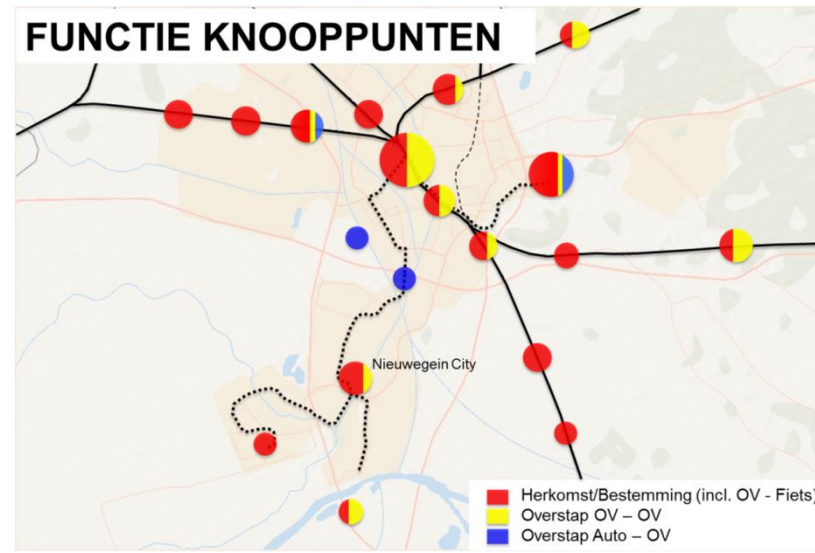 FUNCTIE KNOOPPUNTEN
Nieuwegein City
Herkomst/Bestemming (incl. OV - Fiets)
Overstap OV – OV
Overstap Auto – OV